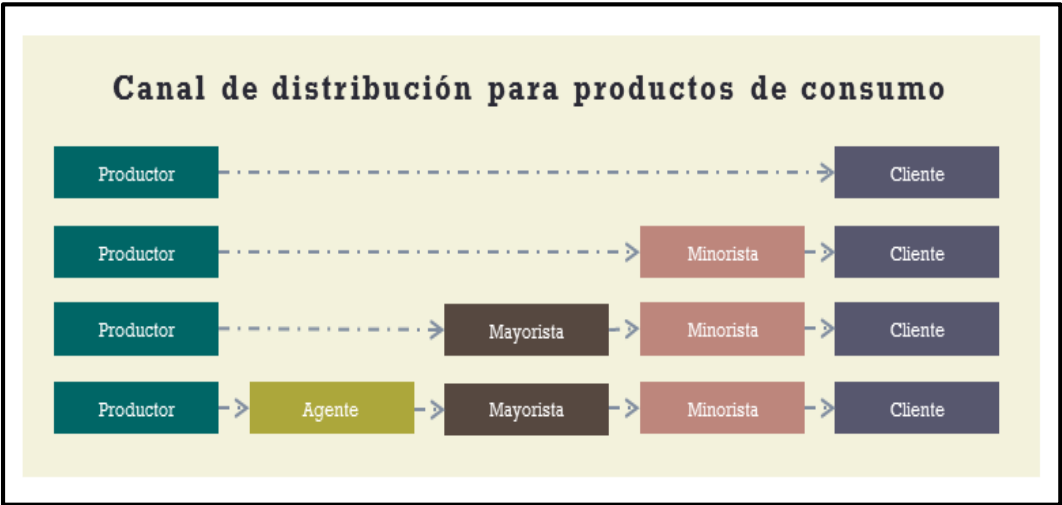 Canal de distribución para productos de consumo
Productor Cliente
Productor Minorista Cliente
Productor Mayorista Minorista Cliente
Productor Agente Mayorista Minorista Cliente